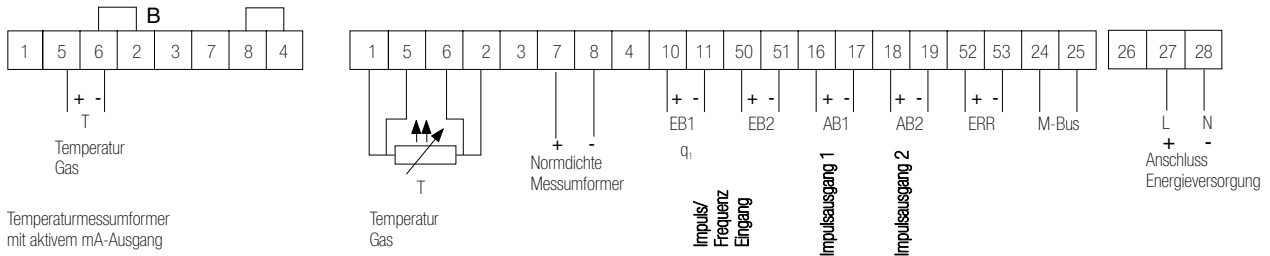 B
1 5 6 2 3 7 8 4
+ -
T
Temperatur
Gas
Temperaturmessumformer
mit aktivem mA-Ausgang
1 5 6 2 3 7 8 4 10 11 50 51 16 17 18 19 52 53 24 25
T
Temperatur
Gas
+ -
Normdichte
Messumformer
+ -
EB1
q₁
Impuls/
Frequenz
Eingang
+ -
EB2
+ -
AB1
Impulsausgang 1
+ -
AB2
Impulsausgang 2
+ -
ERR
M-Bus
26 27 28
L N
+ -
Anschluss
Energieversorgung